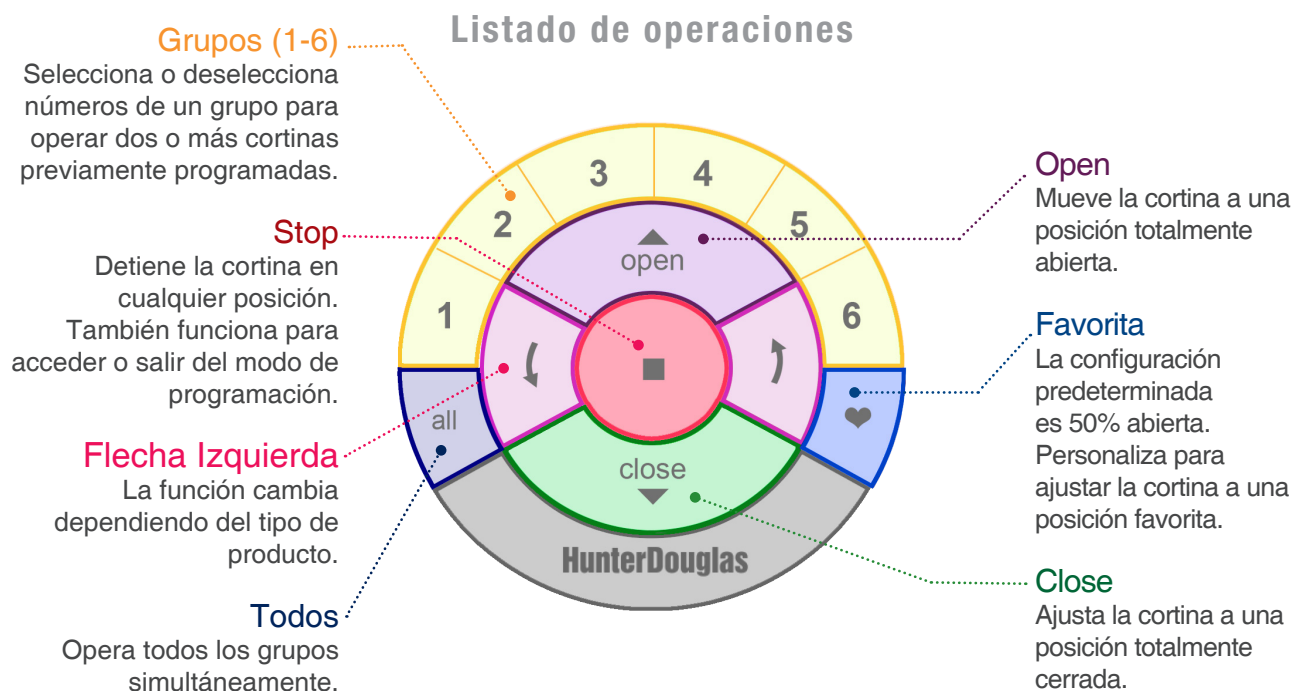 Listado de operaciones
Grupos (1-6)
Selecciona o deselecciona
números de un grupo para
operar dos o más cortinas
previamente programadas.
Stop
Detiene la cortina en
cualquier posición.
También funciona para
acceder o salir del modo de
programación.
Flecha Izquierda
La función cambia
dependiendo del tipo de
producto.
Todos
Opera todos los grupos
simultáneamente.
1
2
3
4
5
6
open
all
close
HunterDouglas
Open
Mueve la cortina a una
posición totalmente
abierta.
Favorita
La configuración
predeterminada
es 50% abierta.
Personaliza para
ajustar la cortina a una
posición favorita.
Close
Ajusta la cortina a una
posición totalmente
cerrada.